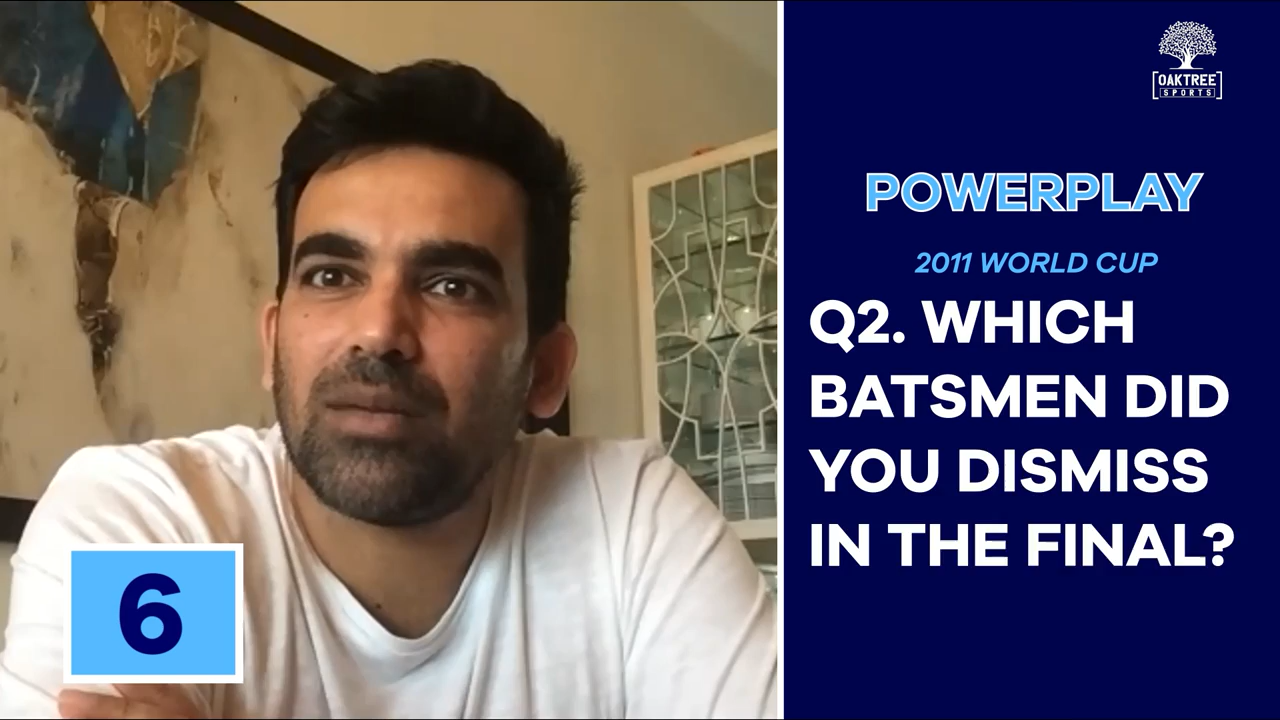 OAKTREE
SPORTS
POWERPLAY
2011 WORLD CUP
Q2. WHICH
BATSMEN DID
YOU DISMISS
IN THE FINAL?
6